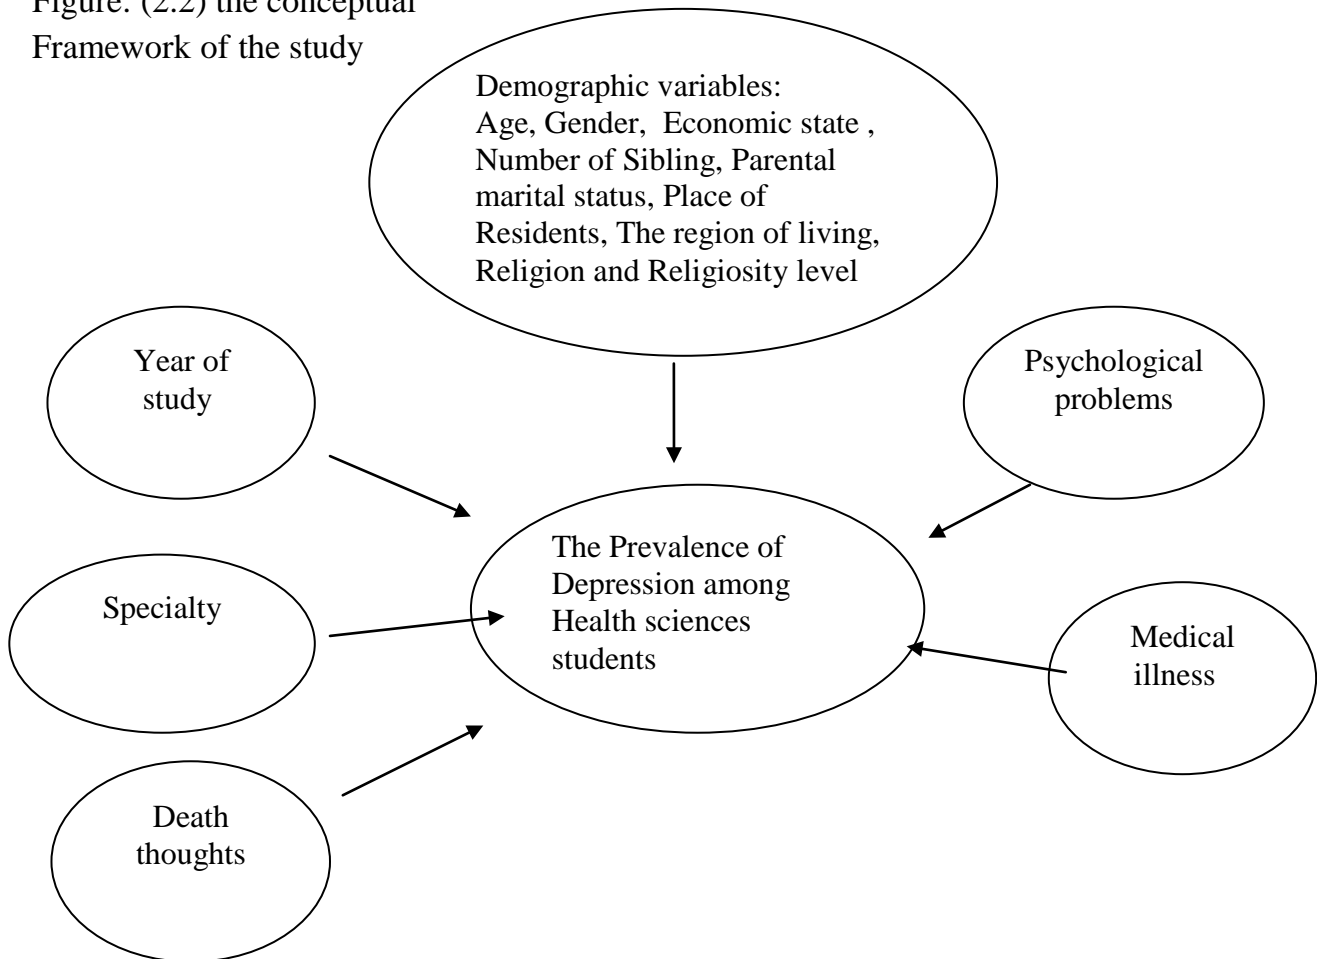 Figure: (2.2) the conceptual
Framework of the study
Demographic variables:
Age, Gender, Economic state ,
Number of Sibling, Parental
marital status, Place of
Residents, The region of living,
Religion and Religiosity level
Year of
study
Psychological
problems
The Prevalence of
Depression among
Health sciences
students
Specialty
Medical
illness
Death
thoughts